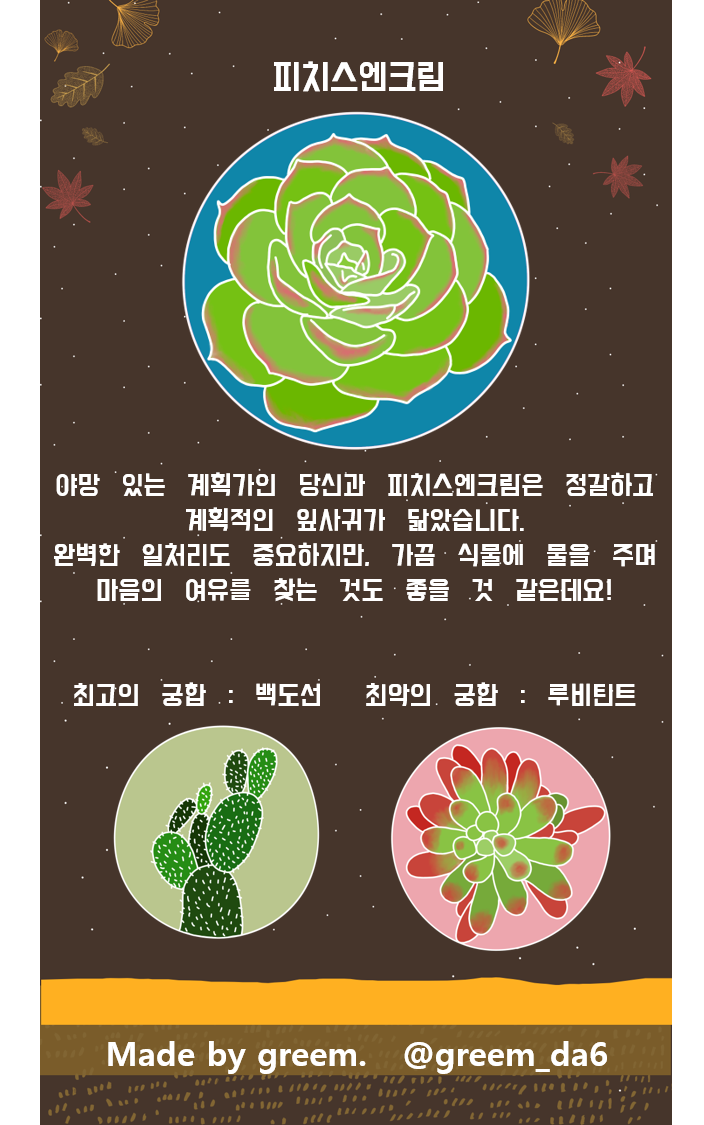 피치스엔크림
야망 있는 계획가인 당신과 피치스엔크림은 정갈하고
계획적인 잎사귀가 닮았습니다.
완벽한 일처리도 중요하지만, 가끔 식물에 물을 주며
마음의 여유를 찾는 것도 좋을 것 같은데요!
최고의 궁합 : 백도선 최악의 궁합 : 루비틴트
Made by greem. @greem_da6